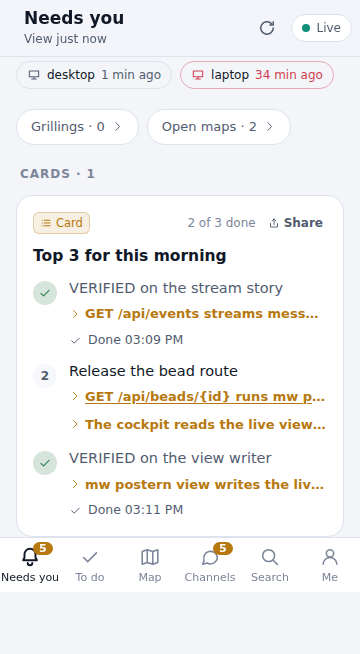 Needs you
View just now
Live
desktop 1 min ago
laptop 34 min ago
Grillings · 0
Open maps · 2
CARDS · 1
Card
2 of 3 done
Share
Top 3 for this morning
VERIFIED on the stream story
GET /api/events streams mess…
Done 03:09 PM
2
Release the bead route
GET /api/beads/{id} runs mw p…
The cockpit reads the live view…
VERIFIED on the view writer
mw postern view writes the liv…
Done 03:11 PM
5
5
Needs you
To do
Map
Channels
Search
Me